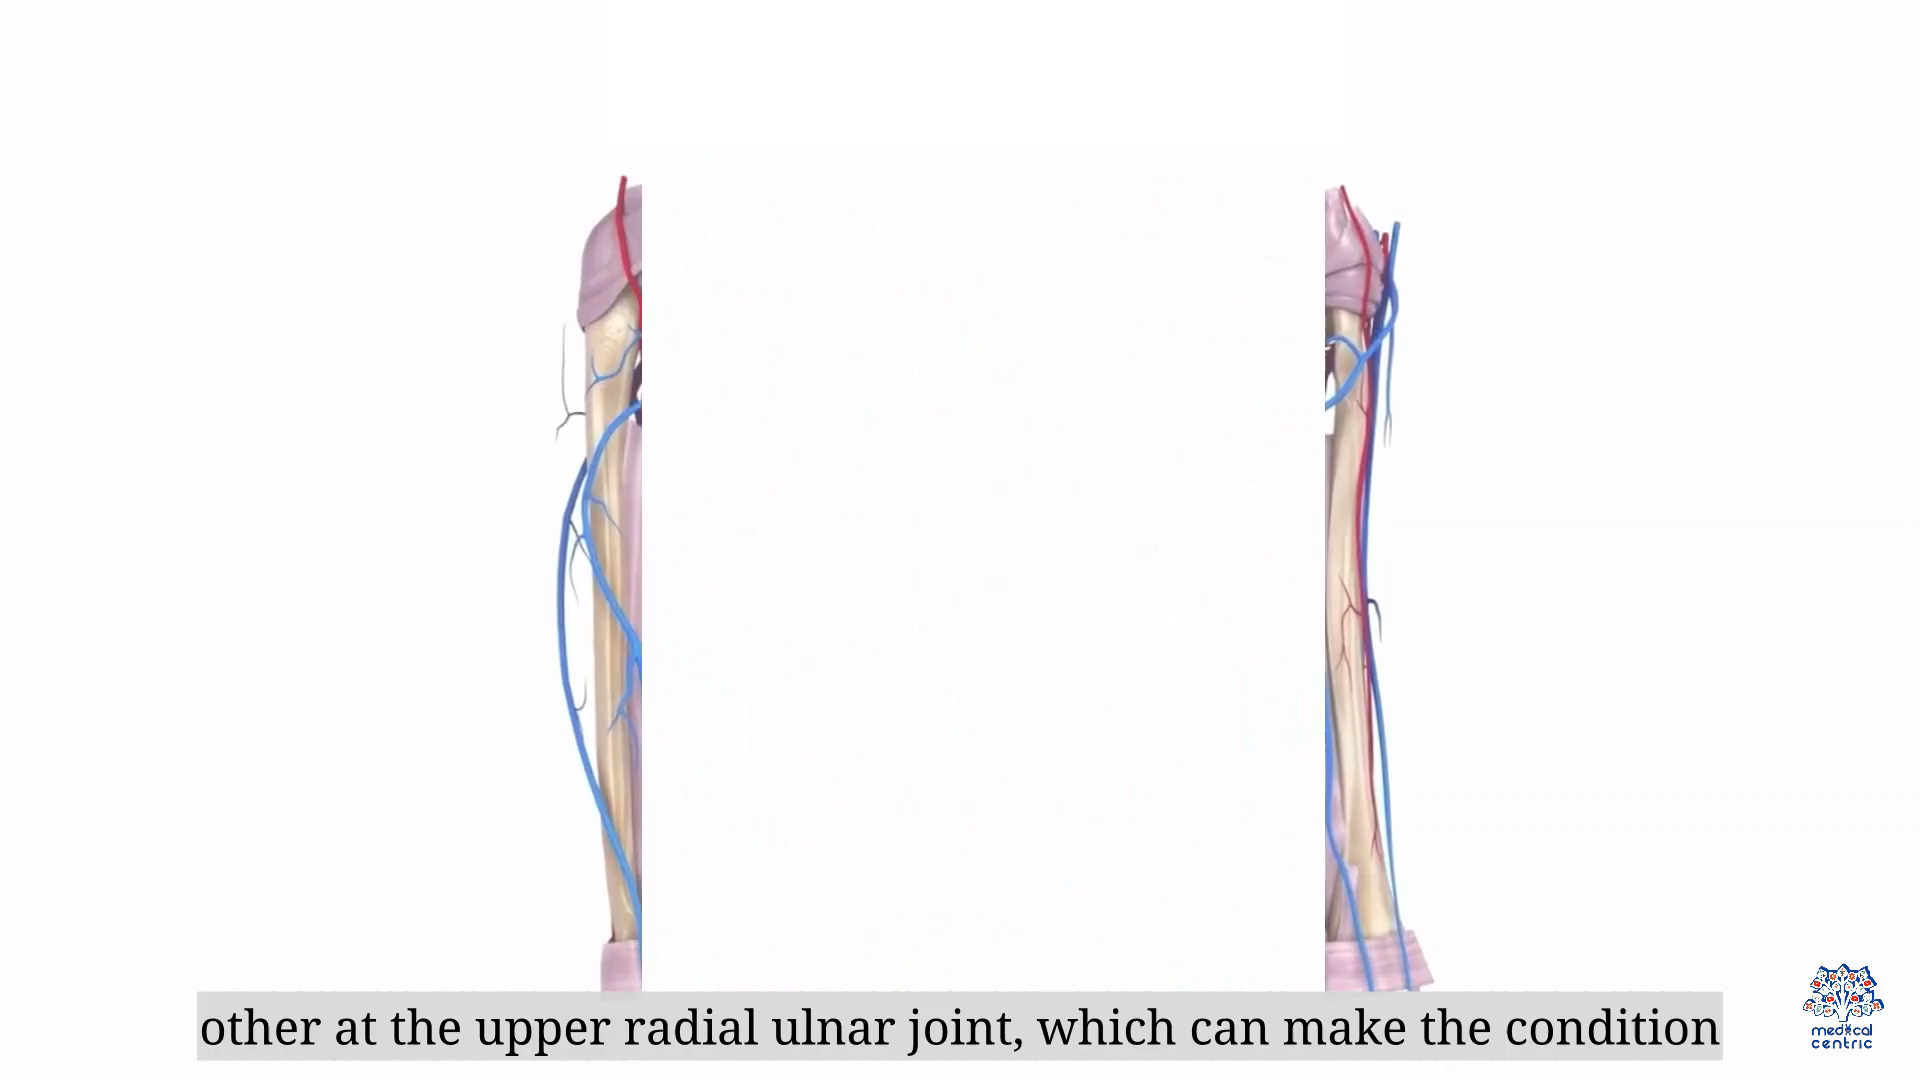 other at the upper radial ulnar joint, which can make the condition
medical
centric